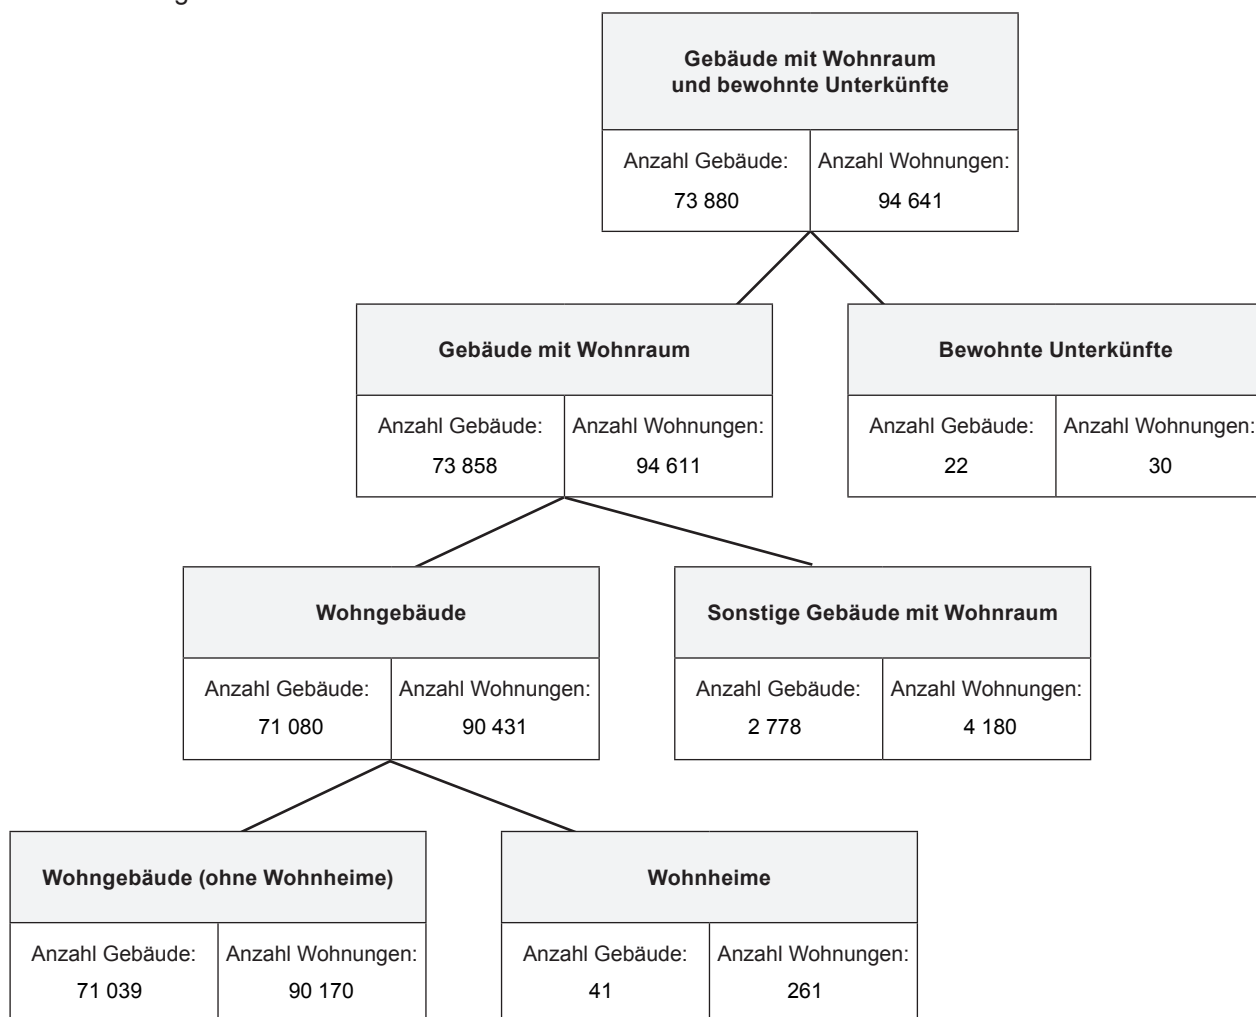 Gebäude mit Wohnraum
und bewohnte Unterkünfte
Anzahl Gebäude: Anzahl Wohnungen:
73 880 94 641
Gebäude mit Wohnraum Bewohnte Unterkünfte
Anzahl Gebäude: Anzahl Wohnungen: Anzahl Gebäude: Anzahl Wohnungen:
73 858 94 611 22 30
Wohngebäude Sonstige Gebäude mit Wohnraum
Anzahl Gebäude: Anzahl Wohnungen: Anzahl Gebäude: Anzahl Wohnungen:
71 080 90 431 2 778 4 180
Wohngebäude (ohne Wohnheime) Wohnheime
Anzahl Gebäude: Anzahl Wohnungen: Anzahl Gebäude: Anzahl Wohnungen:
71 039 90 170 41 261